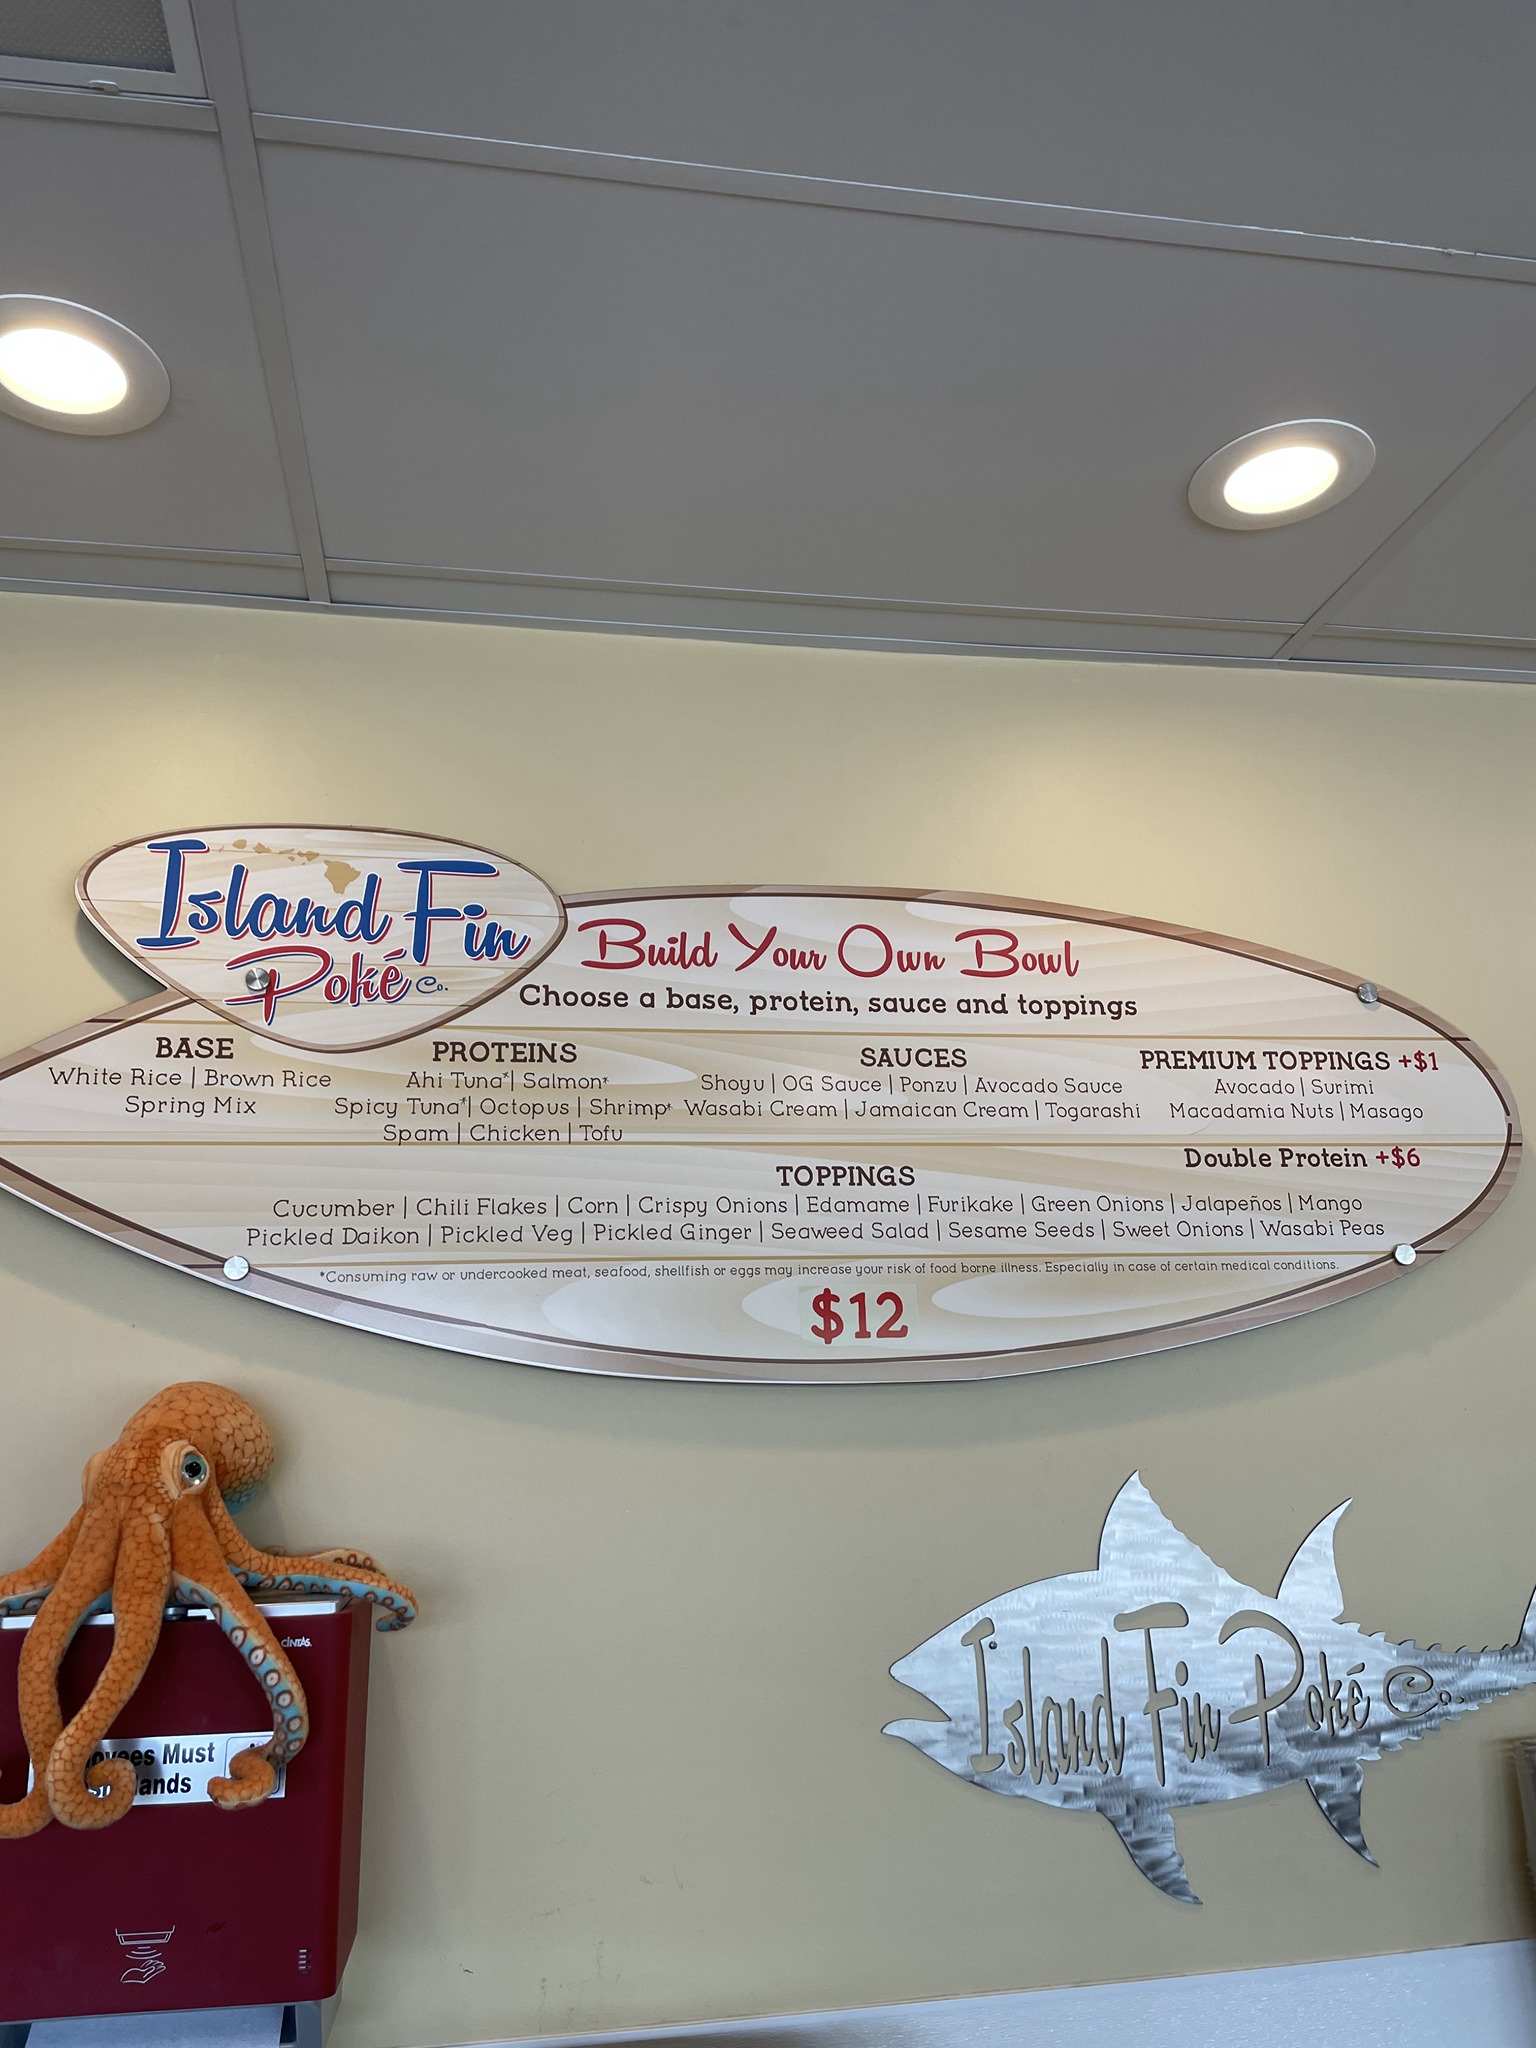 Island Fin
Poké Co.
Build Your Own Bowl
Choose a base, protein, sauce and toppings
BASE
White Rice | Brown Rice
Spring Mix
PROTEINS
Ahi Tuna* | Salmon*
Spicy Tuna* | Octopus | Shrimp*
Spam | Chicken | Tofu
SAUCES
Shoyu | OG Sauce | Ponzu | Avocado Sauce
Wasabi Cream | Jamaican Cream | Togarashi
PREMIUM TOPPINGS +$1
Avocado | Surimi
Macadamia Nuts | Masago
Double Protein +$6
TOPPINGS
Cucumber | Chili Flakes | Corn | Crispy Onions | Edamame | Furikake | Green Onions | Jalapeños | Mango
Pickled Daikon | Pickled Veg | Pickled Ginger | Seaweed Salad | Sesame Seeds | Sweet Onions | Wasabi Peas
*Consuming raw or undercooked meat, seafood, shellfish or eggs may increase your risk of food borne illness. Especially in case of certain medical conditions.
$12
CINTAS
Must
Island Fin Poké Co.